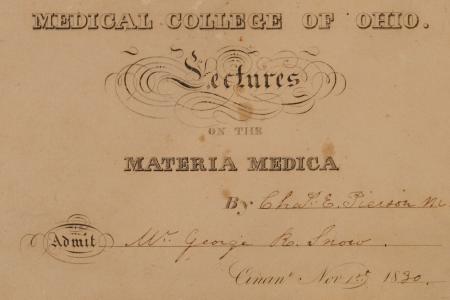 MEDICAL COLLEGE OF OHIO.
Lectures
ON THE
MATERIA MEDICA
By Chas. E. Pierson M
Admit Mr. George R. Snow.
Cincin. Nov 1st 1830.